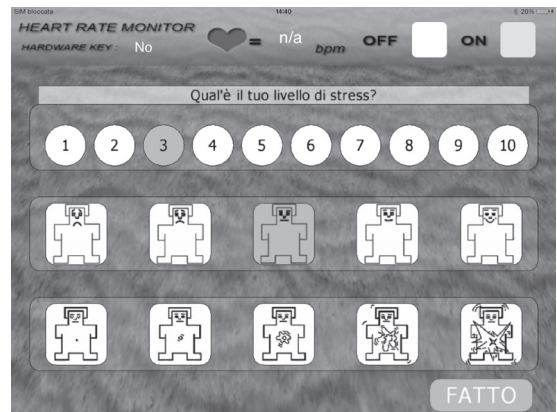 SIM bloccata 14:40 20%
HEART RATE MONITOR
HARDWARE KEY: No
= n/a bpm OFF ON
Qual'è il tuo livello di stress?
1 2 3 4 5 6 7 8 9 10
FATTO